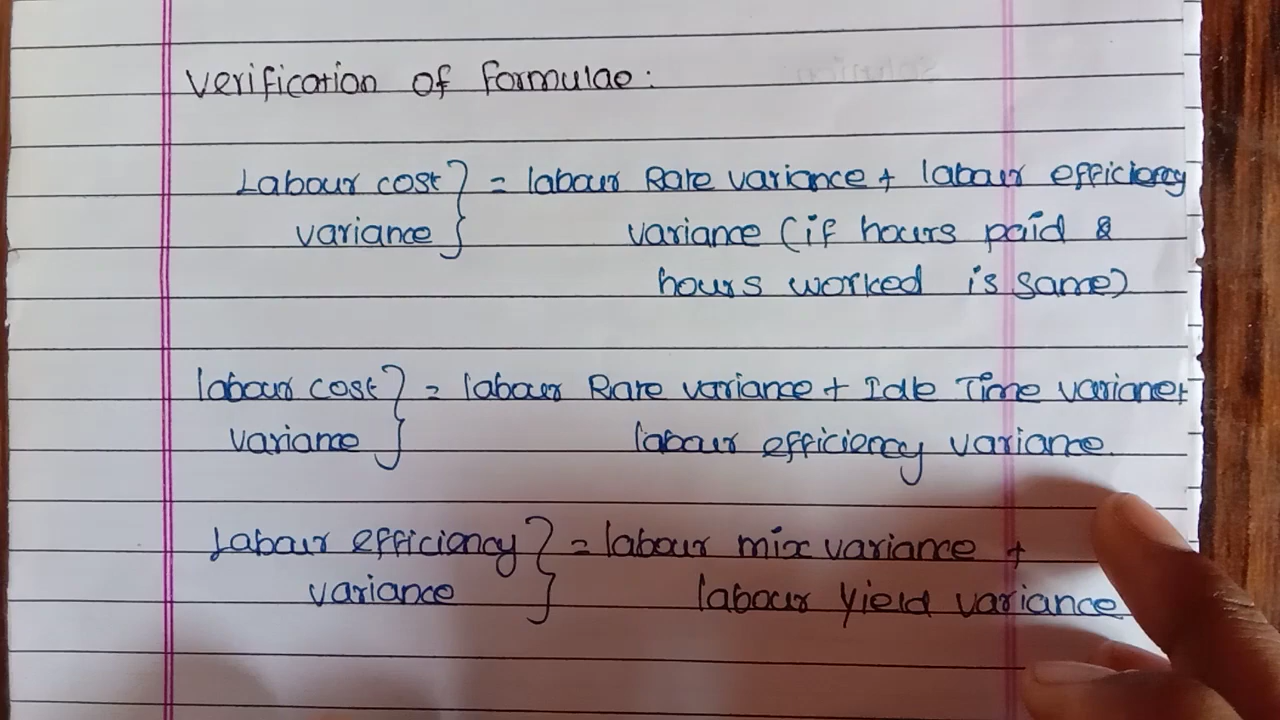 Verification of Formulae:
Labour cost } = labour Rate variance + labour efficiency
variance variance (if hours paid &
hours worked is same)
labour cost } = labour Rate variance + Idle Time variance+
variance labour efficiency variance.
Labour efficiency } = labour mix variance +
variance labour yield variance